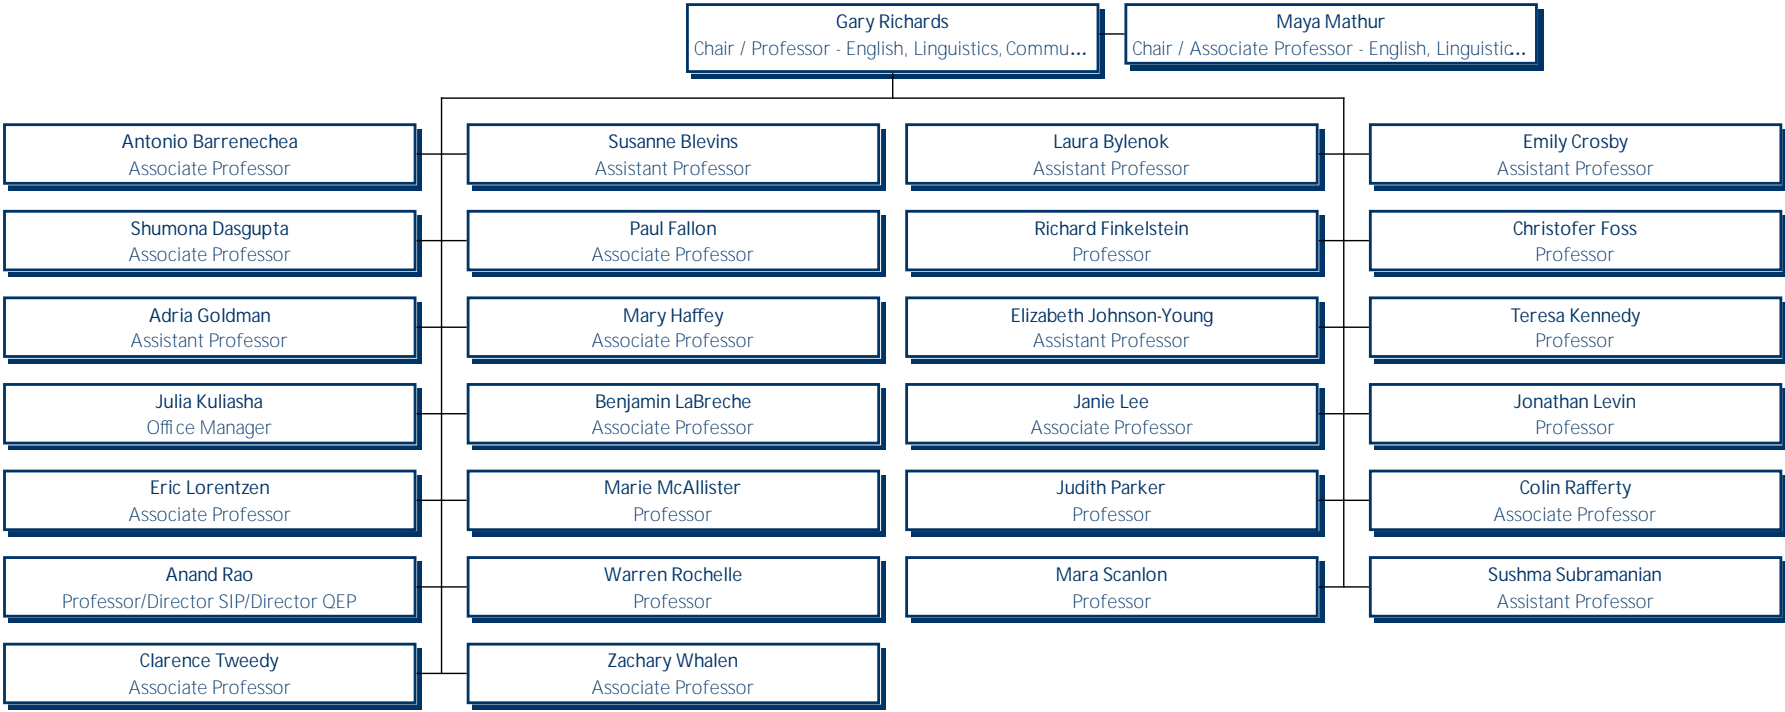 Gary Richards
Chair / Professor - English, Linguistics, Commu...
Maya Mathur
Chair / Associate Professor - English, Linguistic...
Antonio Barrenechea
Associate Professor
Susanne Blevins
Assistant Professor
Laura Bylenok
Assistant Professor
Emily Crosby
Assistant Professor
Shumona Dasgupta
Associate Professor
Paul Fallon
Associate Professor
Richard Finkelstein
Professor
Christofer Foss
Professor
Adria Goldman
Assistant Professor
Mary Haffey
Associate Professor
Elizabeth Johnson-Young
Assistant Professor
Teresa Kennedy
Professor
Julia Kuliasha
Office Manager
Benjamin LaBreche
Associate Professor
Janie Lee
Associate Professor
Jonathan Levin
Professor
Eric Lorentzen
Associate Professor
Marie McAllister
Professor
Judith Parker
Professor
Colin Rafferty
Associate Professor
Anand Rao
Professor/Director SIP/Director QEP
Warren Rochelle
Professor
Mara Scanlon
Professor
Sushma Subramanian
Assistant Professor
Clarence Tweedy
Associate Professor
Zachary Whalen
Associate Professor